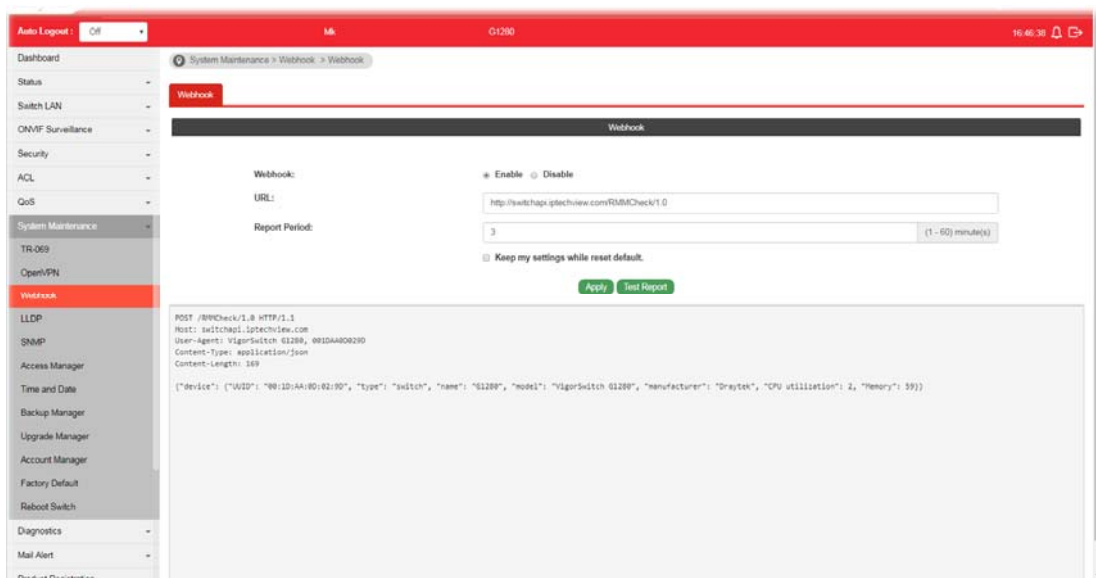 Auto Logout : Off Mk G1280 16:46:38
Dashboard
Status
Switch LAN
ONVIF Surveillance
Security
ACL
QoS
System Maintenance
TR-069
OpenVPN
Webhook
LLDP
SNMP
Access Manager
Time and Date
Backup Manager
Upgrade Manager
Account Manager
Factory Default
Reboot Switch
Diagnostics
Mail Alert
System Maintenance > Webhook > Webhook
Webhook
Webhook
Webhook: Enable Disable
URL: http://switchapi.iptechview.com/RMMCheck/1.0
Report Period: 3 (1 - 60) minute(s)
Keep my settings while reset default.
Apply Test Report
POST /RMMCheck/1.0 HTTP/1.1
Host: switchapi.iptechview.com
User-Agent: VigorSwitch G1280, 001DAA0D029D
Content-Type: application/json
Content-Length: 169
{"device": {"UUID": "00:1D:AA:0D:02:9D", "type": "switch", "name": "G1280", "model": "VigorSwitch G1280", "manufacturer": "Draytek", "CPU utilization": 2, "Memory": 59}}